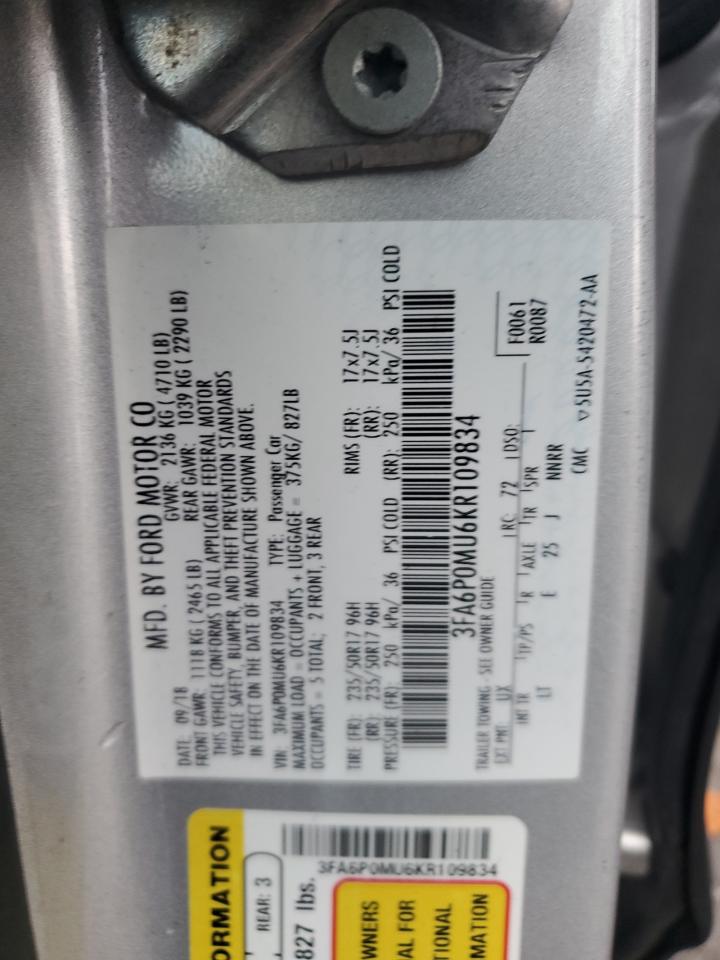 MFD. BY FORD MOTOR CO
DATE: 09/18 GVWR: 2136 KG ( 4710 LB)
FRONT GAWR: 1118 KG ( 2465 LB) REAR GAWR: 1039 KG ( 2290 LB)
THIS VEHICLE CONFORMS TO ALL APPLICABLE FEDERAL MOTOR
VEHICLE SAFETY, BUMPER, AND THEFT PREVENTION STANDARDS
IN EFFECT ON THE DATE OF MANUFACTURE SHOWN ABOVE.
VIN: 3FA6P0MU6KR109834 TYPE: Passenger Car
MAXIMUM LOAD = OCCUPANTS + LUGGAGE = 375KG/ 827LB
OCCUPANTS = 5 TOTAL; 2 FRONT, 3 REAR
TIRE (FR): 235/50R17 96H RIMS (FR): 17x7.5J
(RR): 235/50R17 96H (RR): 17x7.5J
PRESSURE (FR): 250 kPa/ 36 PSI COLD (RR): 250 kPa/ 36 PSI COLD
3FA6P0MU6KR109834
TRAILER TOWING - SEE OWNER GUIDE F0061
EXT PNT: UX RC: 72 DSO: R0087
INT TR TP/PS R AXLE TR SPR
LT E 25 J NNRR
CMC ▽5U5A-5420472-AA
ORMATION
REAR: 3
827 lbs.
3FA6P0MU6KR109834
WNERS
AL FOR
TIONAL
MATION